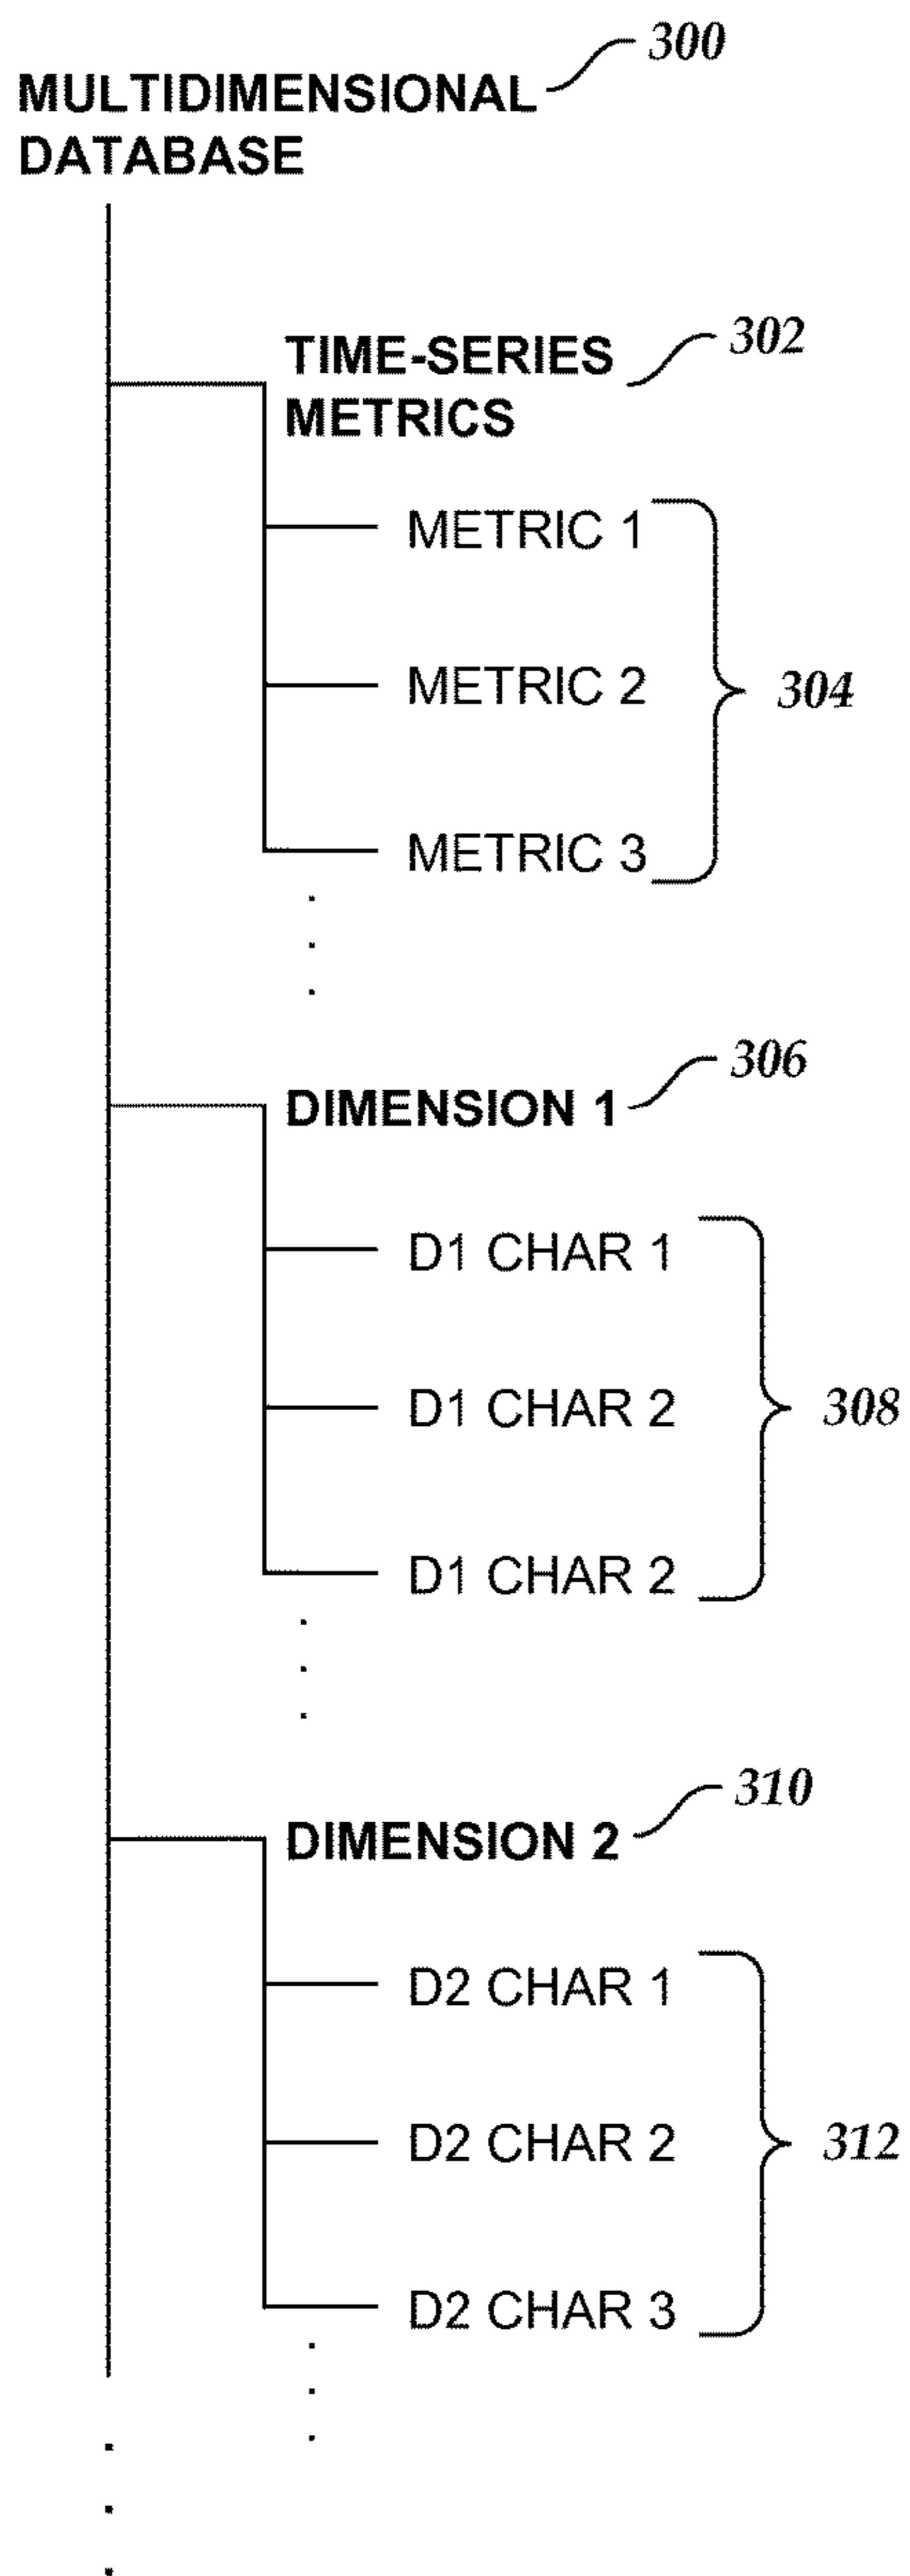 300
MULTIDIMENSIONAL
DATABASE
302
TIME-SERIES
METRICS
METRIC 1
METRIC 2
304
METRIC 3
306
DIMENSION 1
D1 CHAR 1
D1 CHAR 2
308
D1 CHAR 2
310
DIMENSION 2
D2 CHAR 1
D2 CHAR 2
312
D2 CHAR 3